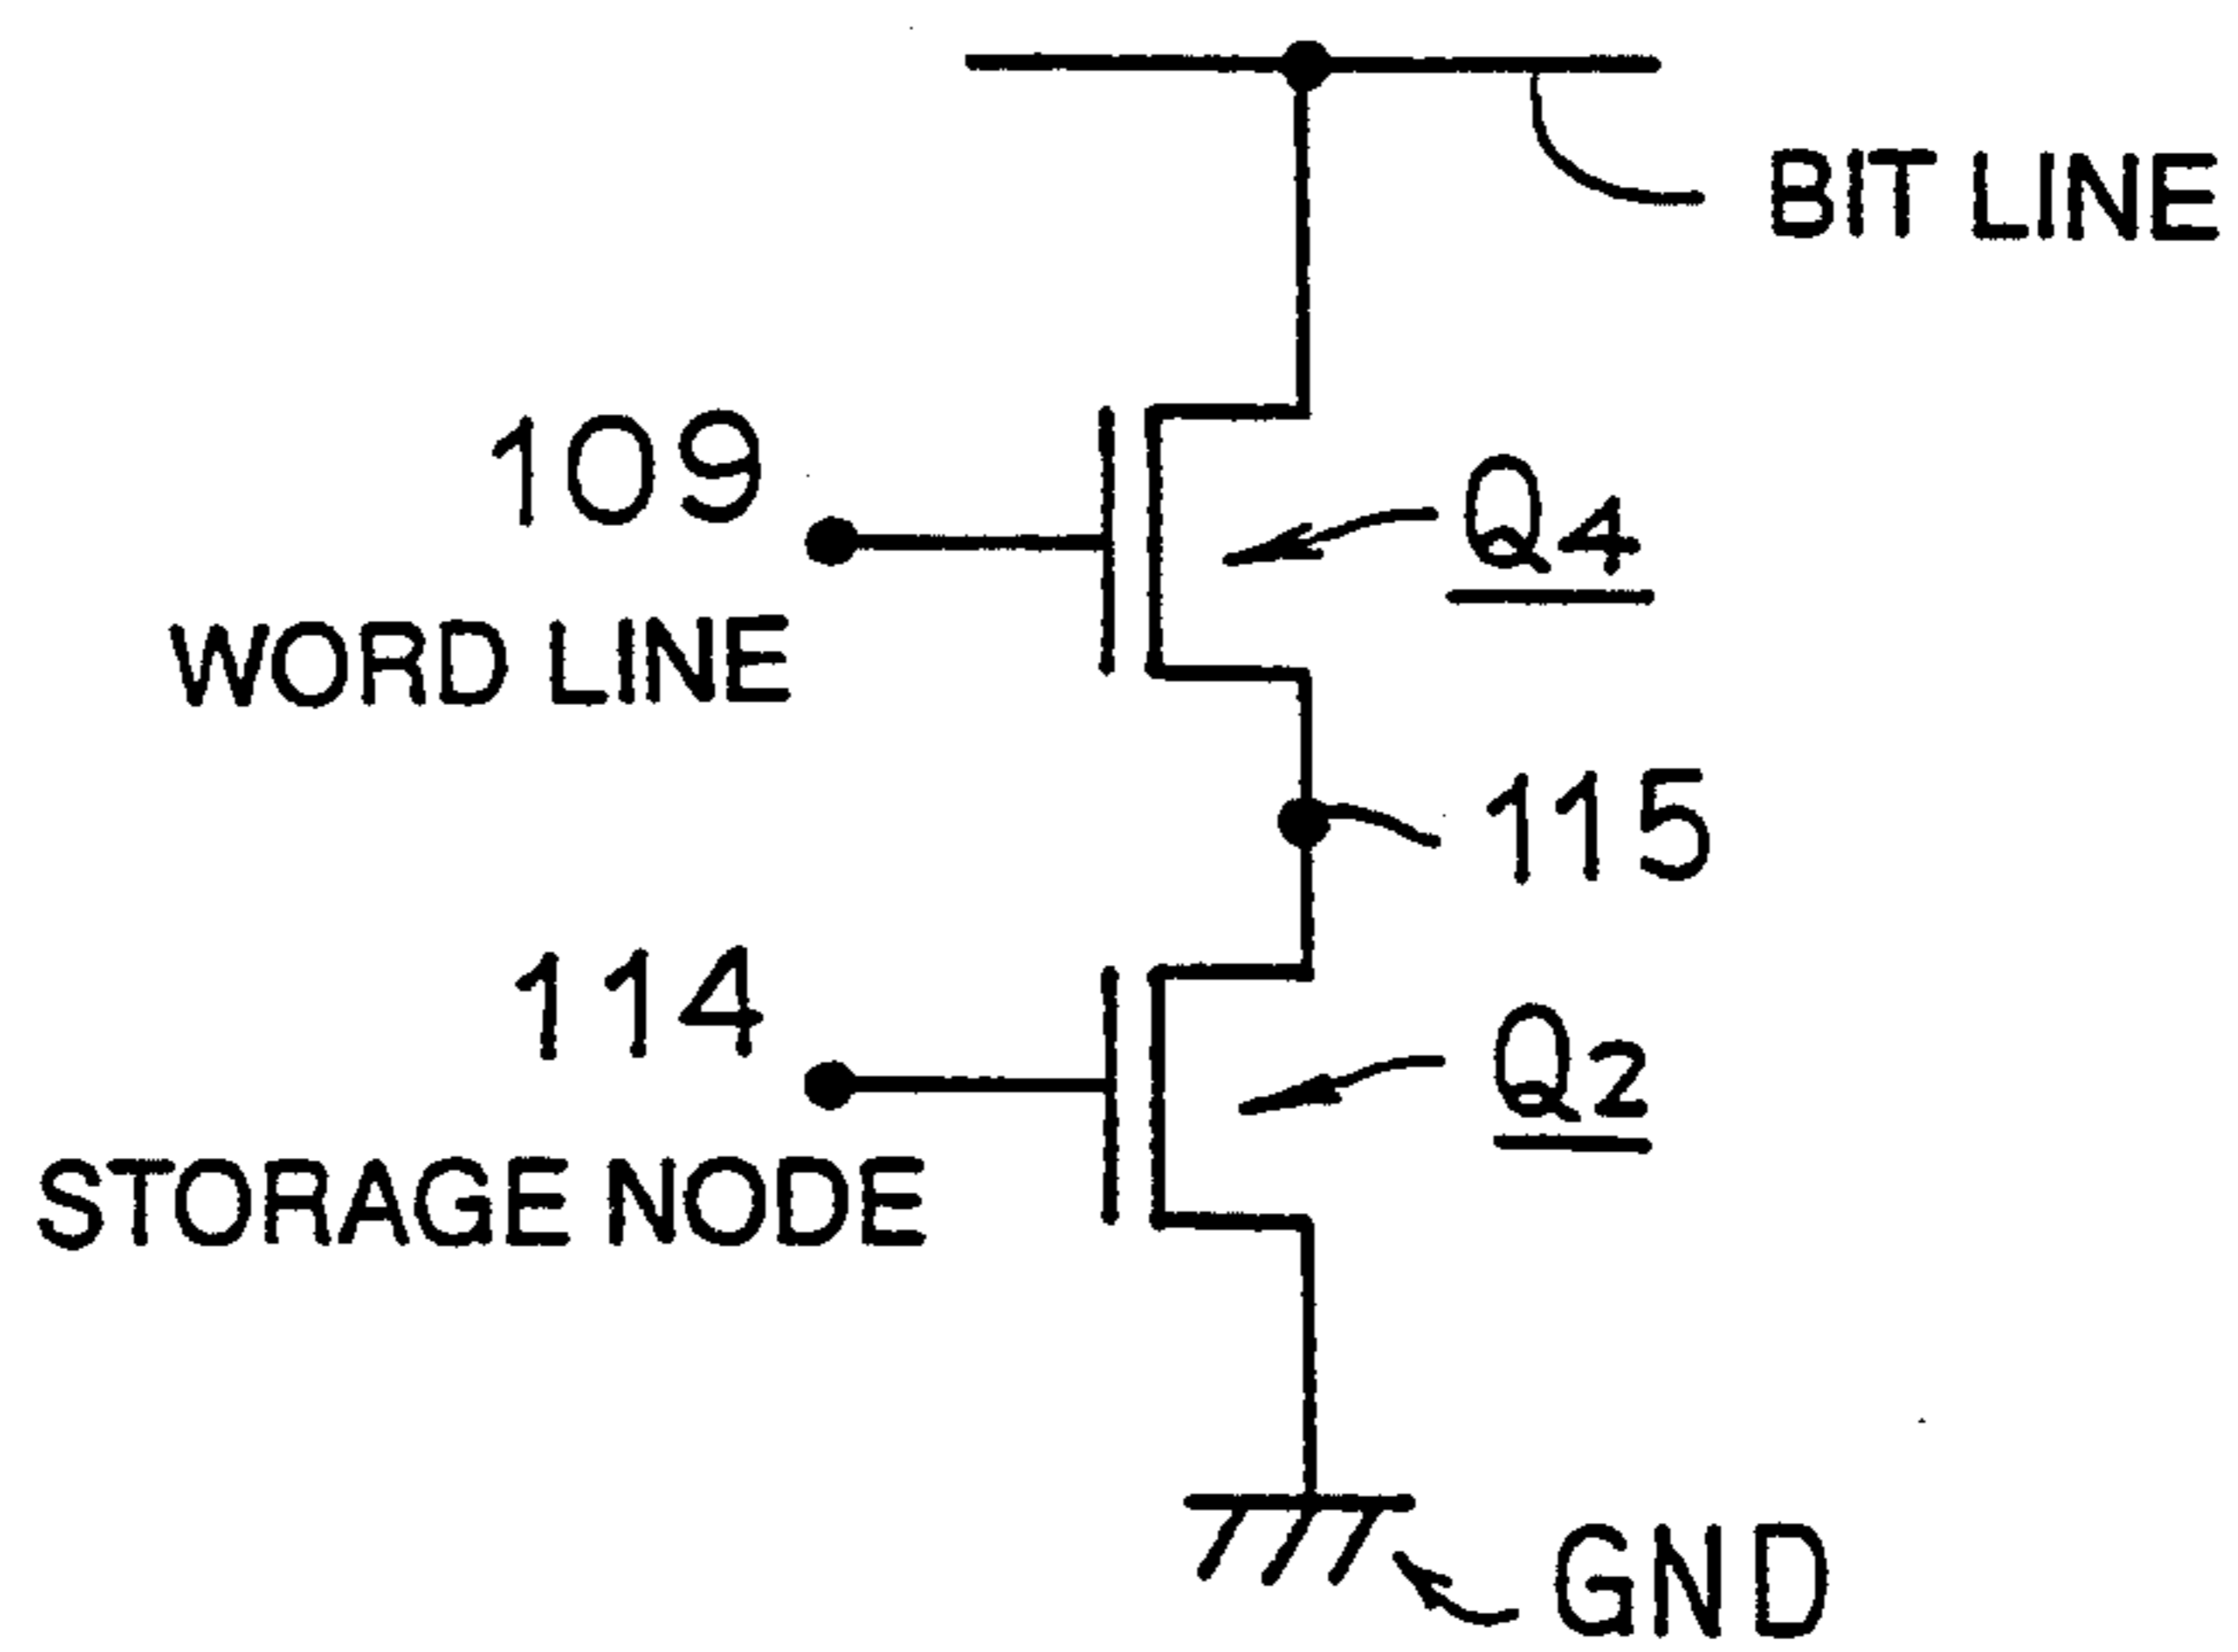 BIT LINE
109
Q4
WORD LINE
115
114
Q2
STORAGE NODE
GND